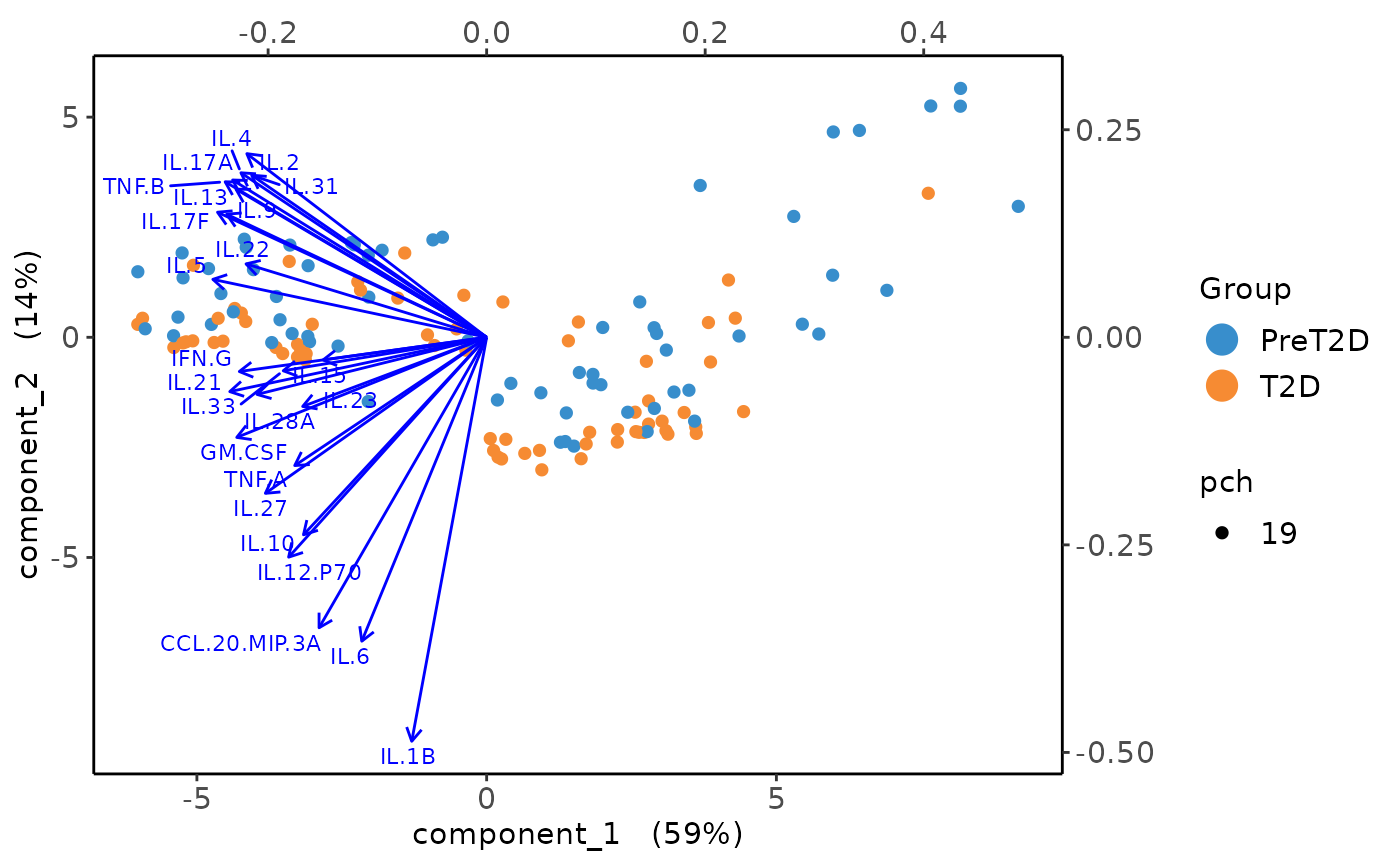 -0.2 0.0 0.2 0.4
5
0
-5
component_2 (14%)
IL.4
IL.17A
IL.2
TNF.B
IL.31
IL.13
IL.9
IL.17F
IL.22
IL.5
IFN.G
IL.15
IL.21
IL.33
IL.23
IL.28A
GM.CSF
TNF.A
IL.27
IL.10
IL.12.P70
CCL.20.MIP.3A
IL.6
IL.1B
0.25
0.00
-0.25
-0.50
-5 0 5
component_1 (59%)
Group
PreT2D
T2D
pch
19